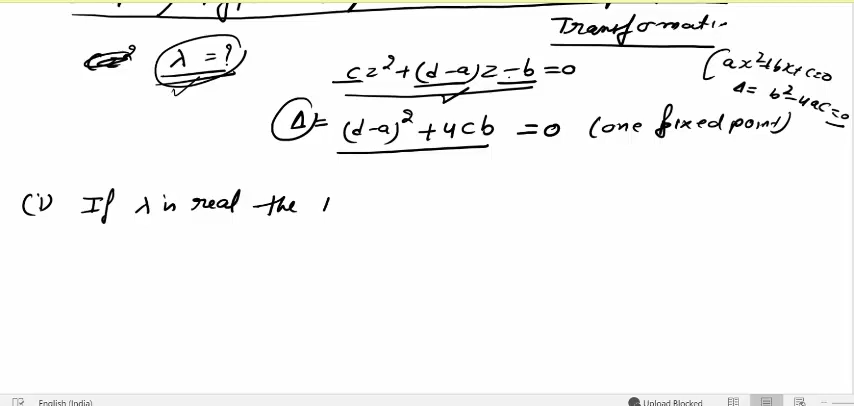 Transformati
λ = ?
cz²+(d-a)z-b=0
ax²+bx+c=0
Δ= b²-4ac=0
Δ= (d-a)²+4cb =0 (one fixed point)
(i) If λ is real the
English (India)
Upload Blocked